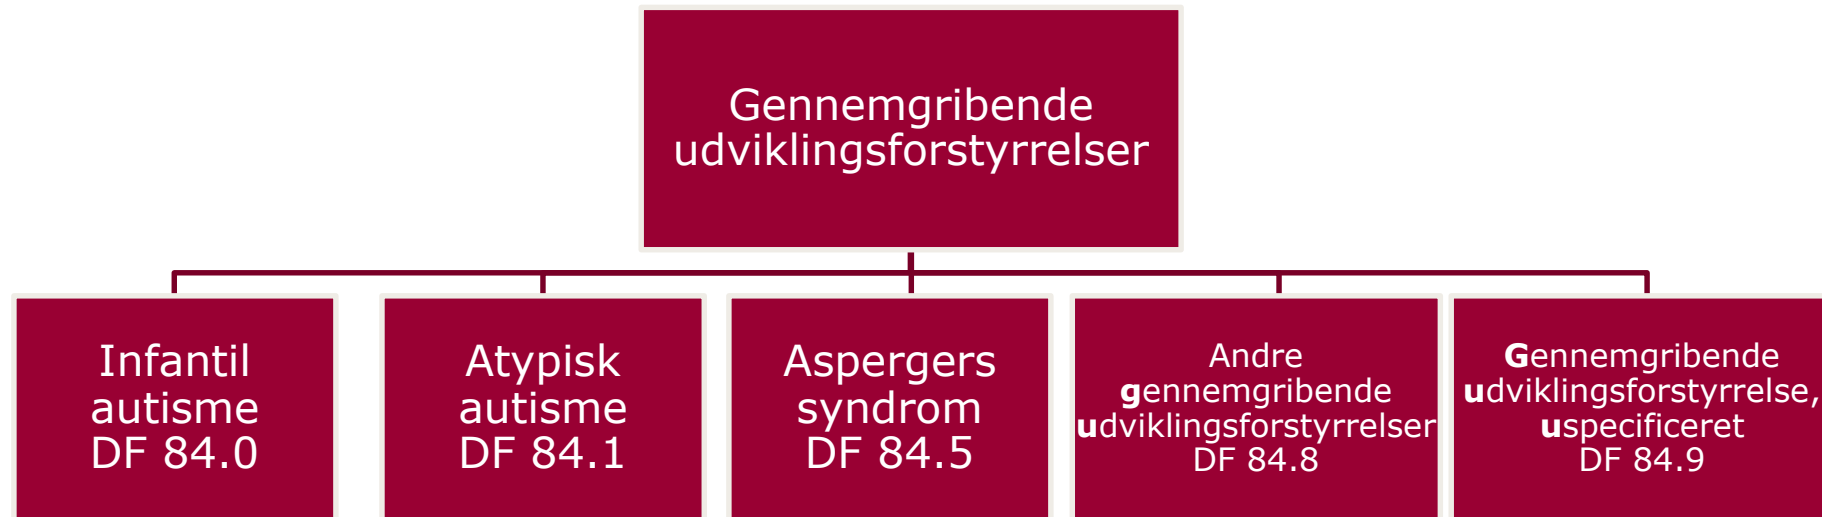 Gennemgribende
udviklingsforstyrrelser
Infantil
autisme
DF 84.0
Atypisk
autisme
DF 84.1
Aspergers
syndrom
DF 84.5
Andre
gennemgribende
udviklingsforstyrrelser
DF 84.8
Gennemgribende
udviklingsforstyrrelse,
uspecificeret
DF 84.9